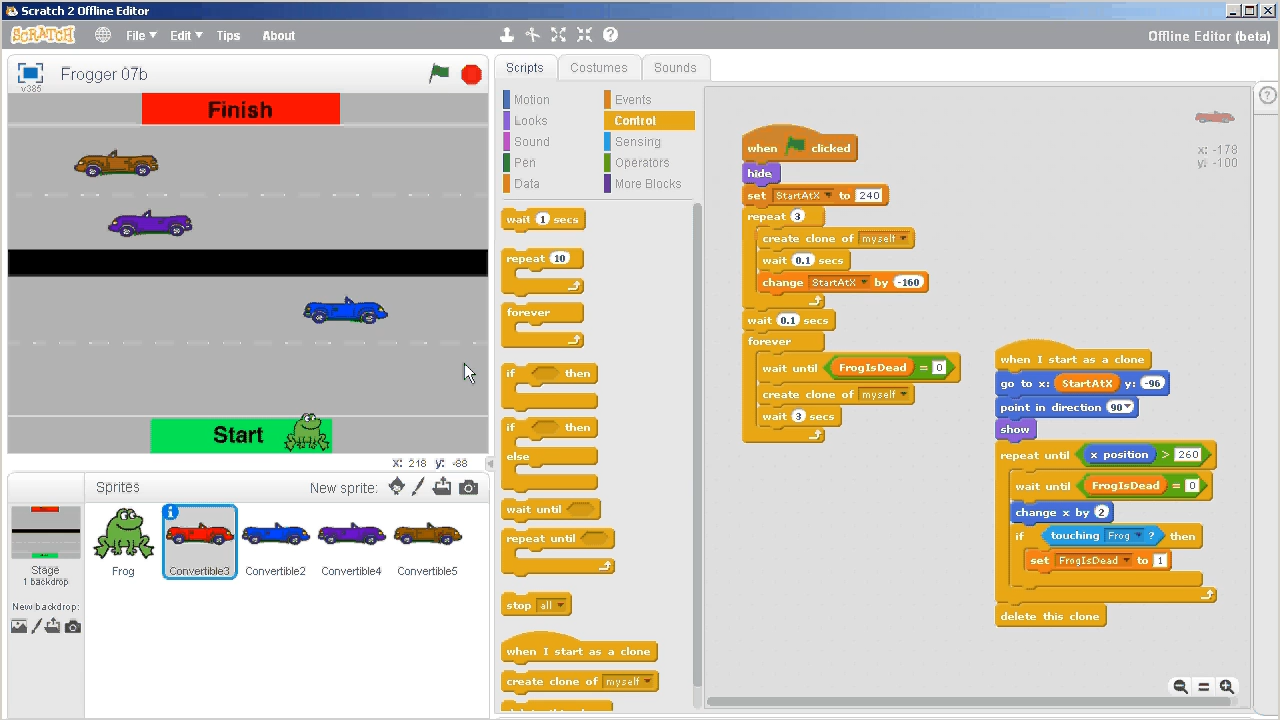 Scratch 2 Offline Editor
SCRATCH File Edit Tips About Offline Editor (beta)
Frogger 07b
v385
Finish
Start
X: 218 y: -88
Sprites New sprite:
Stage
1 backdrop
New backdrop:
Frog Convertible3 Convertible2 Convertible4 Convertible5
Scripts Costumes Sounds
Motion Events
Looks Control
Sound Sensing
Pen Operators
Data More Blocks
wait 1 secs
repeat 10
forever
if then
if then
else
wait until
repeat until
stop all
when I start as a clone
create clone of myself
x: -178
y: -100
when clicked
hide
set StartAtX to 240
repeat 3
create clone of myself
wait 0.1 secs
change StartAtX by -160
wait 0.1 secs
forever
wait until FrogIsDead = 0
create clone of myself
wait 3 secs
when I start as a clone
go to x: StartAtX y: -96
point in direction 90
show
repeat until x position > 260
wait until FrogIsDead = 0
change x by 2
if touching Frog ? then
set FrogIsDead to 1
delete this clone